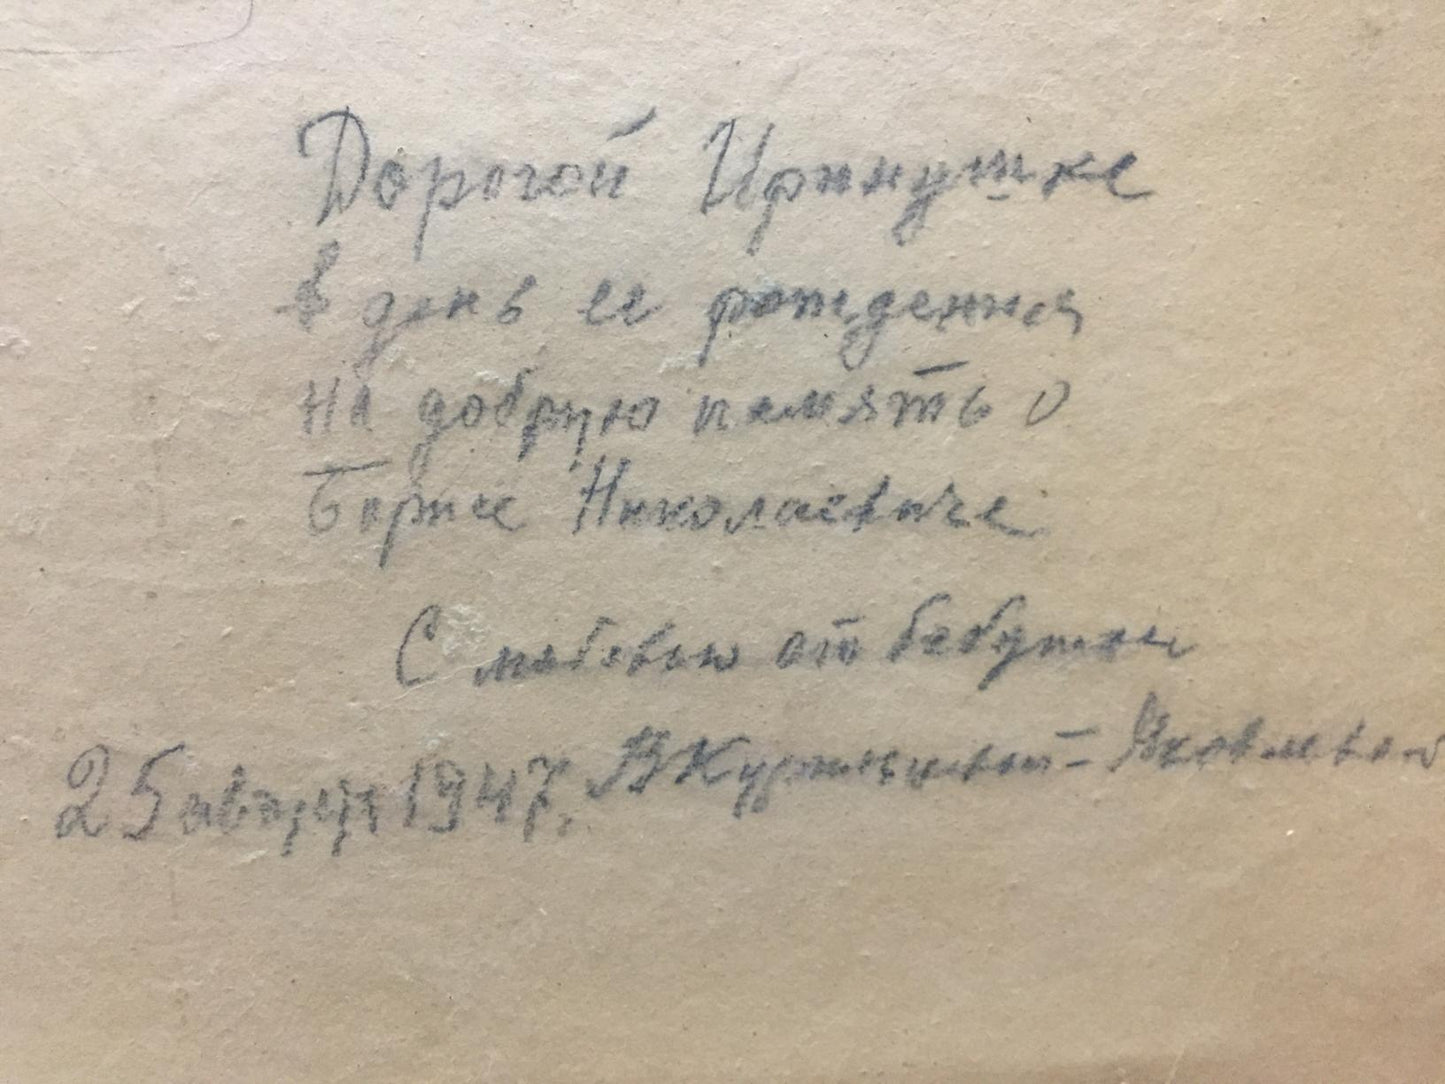 Дорогой Иринушке
в день ее рождения
на добрую память о
Борисе Николаевиче
С любовью от бабушки
25 августа 1947.